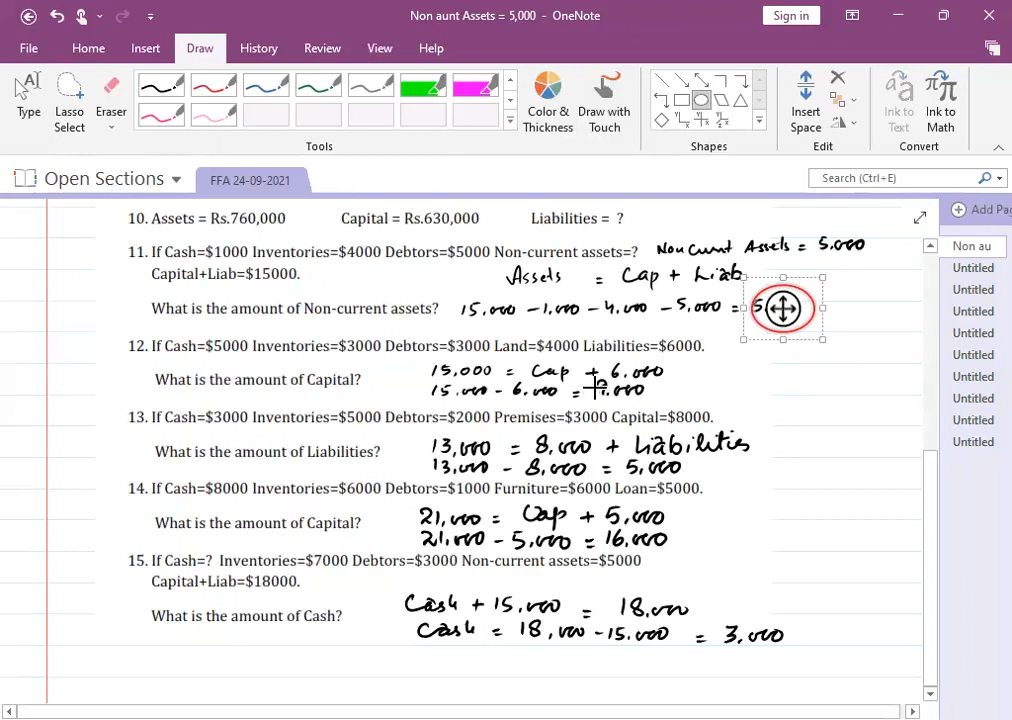 Non aunt Assets = 5,000 - OneNote
Sign in
File Home Insert Draw History Review View Help
Type
Lasso Select
Eraser
Color & Thickness
Draw with Touch
Insert Space
Ink to Text
Ink to Math
Tools Shapes Edit Convert
Open Sections FFA 24-09-2021 Search (Ctrl+E)
Add Pag
Non au
Untitled
Untitled
Untitled
Untitled
Untitled
Untitled
Untitled
Untitled
Untitled
10. Assets = Rs.760,000 Capital = Rs.630,000 Liabilities = ?
11. If Cash=$1000 Inventories=$4000 Debtors=$5000 Non-current assets=? Non Curnt Assets = 5.000
Capital+Liab=$15000. Assets = Cap + Liab
What is the amount of Non-current assets? 15.000 - 1.000 - 4.000 - 5.000 = 5
12. If Cash=$5000 Inventories=$3000 Debtors=$3000 Land=$4000 Liabilities=$6000.
15.000 = Cap + 6.000
What is the amount of Capital?
15.000 - 6.000 = 9.000
13. If Cash=$3000 Inventories=$5000 Debtors=$2000 Premises=$3000 Capital=$8000.
What is the amount of Liabilities? 13,000 = 8.000 + Liabilities
13.000 - 8.000 = 5,000
14. If Cash=$8000 Inventories=$6000 Debtors=$1000 Furniture=$6000 Loan=$5000.
What is the amount of Capital? 21,000 = Cap + 5.000
21.000 - 5.000 = 16.000
15. If Cash=? Inventories=$7000 Debtors=$3000 Non-current assets=$5000
Capital+Liab=$18000.
What is the amount of Cash? Cash + 15.000 = 18.000
Cash = 18,000 - 15.000 = 3.000